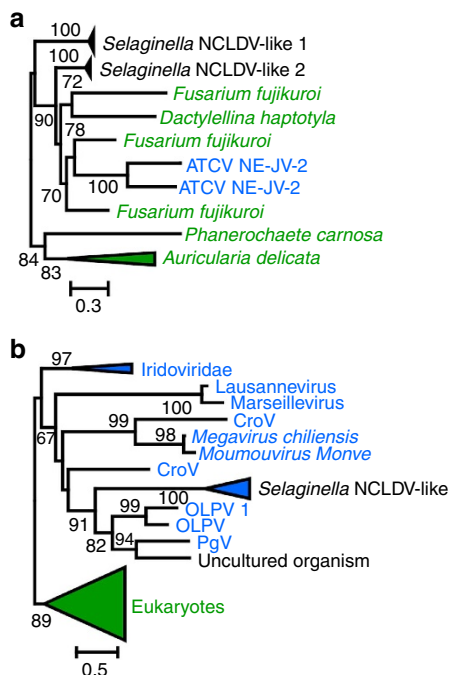 a
100
Selaginella NCLDV-like 1
100
Selaginella NCLDV-like 2
72
Fusarium fujikuroi
90
Dactylellina haptotyla
78
Fusarium fujikuroi
ATCV NE-JV-2
100
ATCV NE-JV-2
70
Fusarium fujikuroi
Phanerochaete carnosa
84
83
Auricularia delicata
0.3
b
97
Iridoviridae
Lausannevirus
100
Marseillevirus
99
CroV
67
98
Megavirus chiliensis
Moumouvirus Monve
CroV
100
Selaginella NCLDV-like
91
99
OLPV 1
OLPV
82
94
PgV
Uncultured organism
Eukaryotes
89
0.5